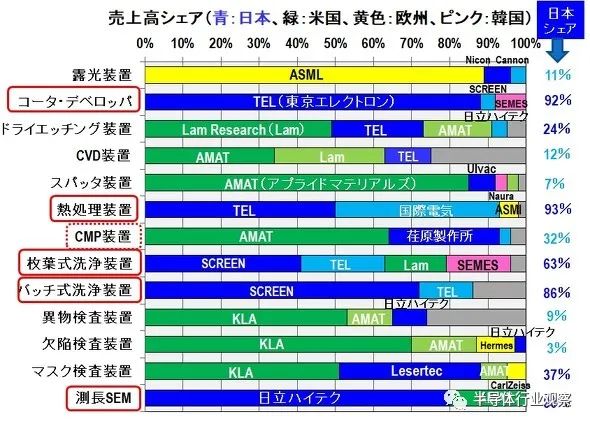 売上高シェア(青:日本、緑:米国、黄色:欧州、ピンク:韓国)
日本
シェア
0% 10% 20% 30% 40% 50% 60% 70% 80% 90% 100%
Nicon Cannon
露光装置 ASML 11%
SCREEN
コータ・デベロッパ TEL(東京エレクトロン) SEMES 92%
日立ハイテク
ドライエッチング装置 Lam Research(Lam) TEL AMAT 24%
CVD装置 AMAT Lam TEL 12%
Ulvac
スパッタ装置 AMAT(アプライドマテリアルズ) 7%
Naura
熱処理装置 TEL 国際電気 ASMI 93%
CMP装置 AMAT 荏原製作所 32%
枚葉式洗浄装置 SCREEN TEL Lam SEMES 63%
バッチ式洗浄装置 SCREEN TEL 86%
日立ハイテク
異物検査装置 KLA AMAT 9%
日立ハイテク
欠陥検査装置 KLA AMAT Hermes 3%
マスク検査装置 KLA Lesertec AMAT 37%
CarlZeiss
測長SEM 日立ハイテク
半导体行业观察